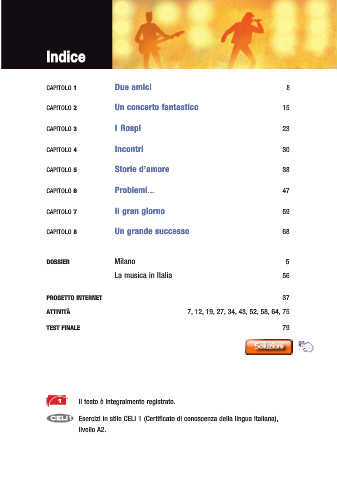 Indice
CAPITOLO 1 Due amici 8
CAPITOLO 2 Un concerto fantastico 15
CAPITOLO 3 I Rospi 23
CAPITOLO 4 Incontri 30
CAPITOLO 5 Storie d'amore 38
CAPITOLO 6 Problemi... 47
CAPITOLO 7 Il gran giorno 59
CAPITOLO 8 Un grande successo 68
DOSSIER Milano 5
La musica in Italia 56
PROGETTO INTERNET 37
ATTIVITÀ 7, 12, 19, 27, 34, 43, 52, 58, 64, 75
TEST FINALE 79
Soluzioni
1 Il testo è integralmente registrato.
CELI Esercizi in stile CELI 1 (Certificato di conoscenza della lingua italiana),
livello A2.